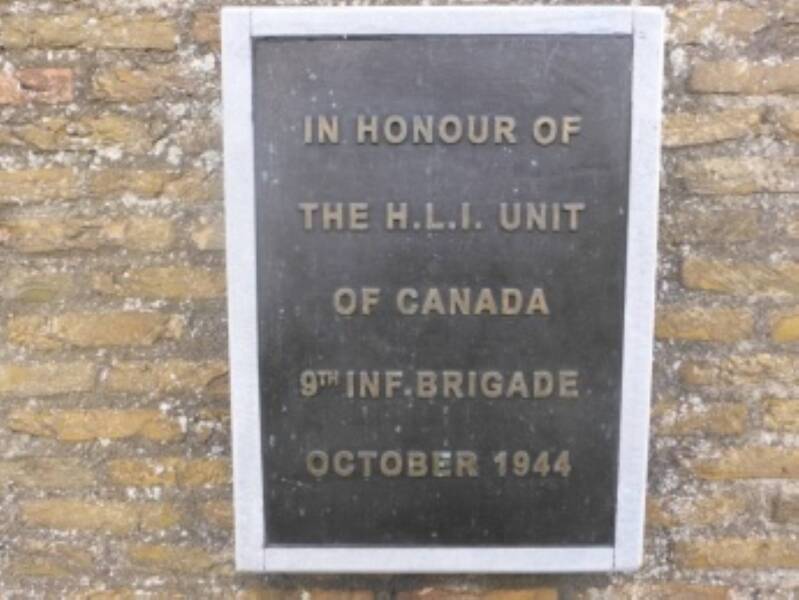 IN HONOUR OF
THE H.L.I. UNIT
OF CANADA
9TH INF.BRIGADE
OCTOBER 1944